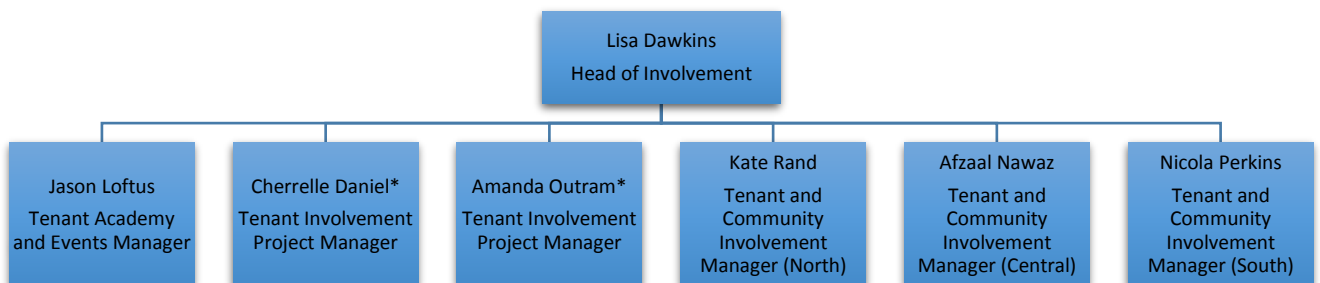 Lisa Dawkins
Head of Involvement
Jason Loftus
Tenant Academy
and Events Manager
Cherrelle Daniel*
Tenant Involvement
Project Manager
Amanda Outram*
Tenant Involvement
Project Manager
Kate Rand
Tenant and
Community
Involvement
Manager (North)
Afzaal Nawaz
Tenant and
Community
Involvement
Manager (Central)
Nicola Perkins
Tenant and
Community
Involvement
Manager (South)